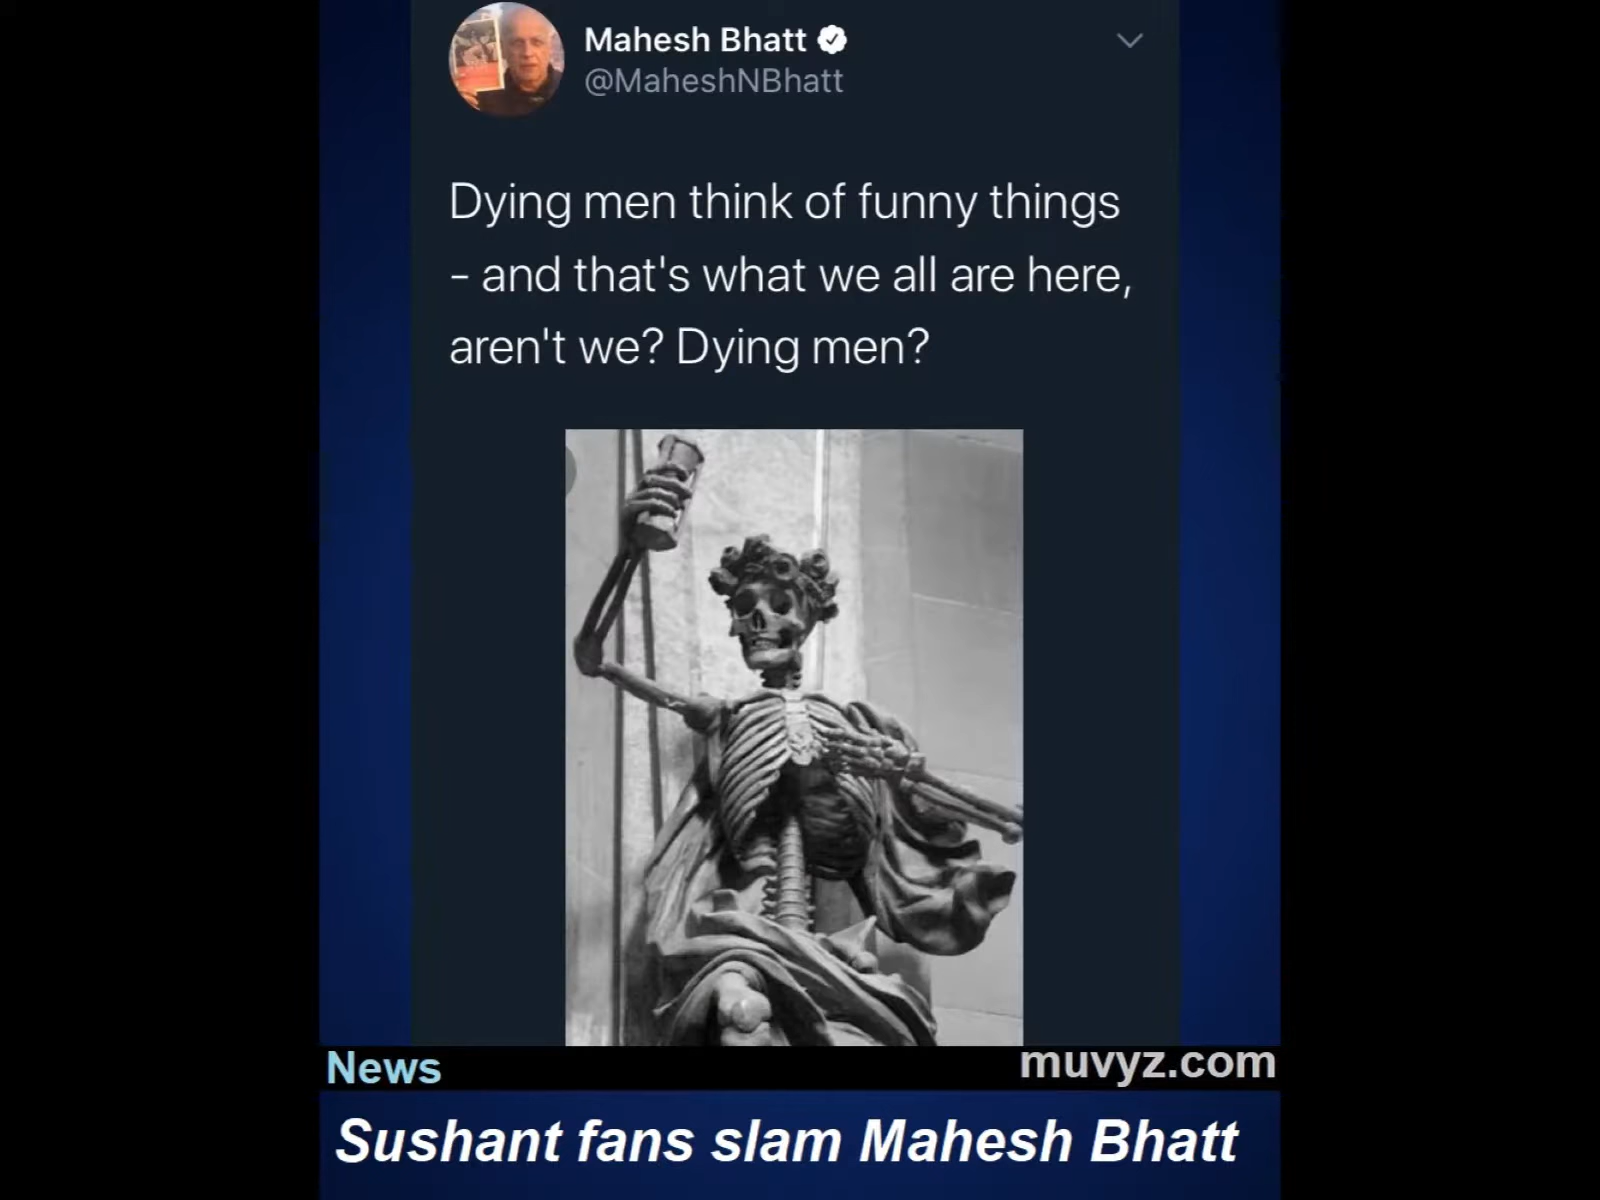 Mahesh Bhatt
@MaheshNBhatt
Dying men think of funny things
- and that's what we all are here,
aren't we? Dying men?
News
muvyz.com
Sushant fans slam Mahesh Bhatt